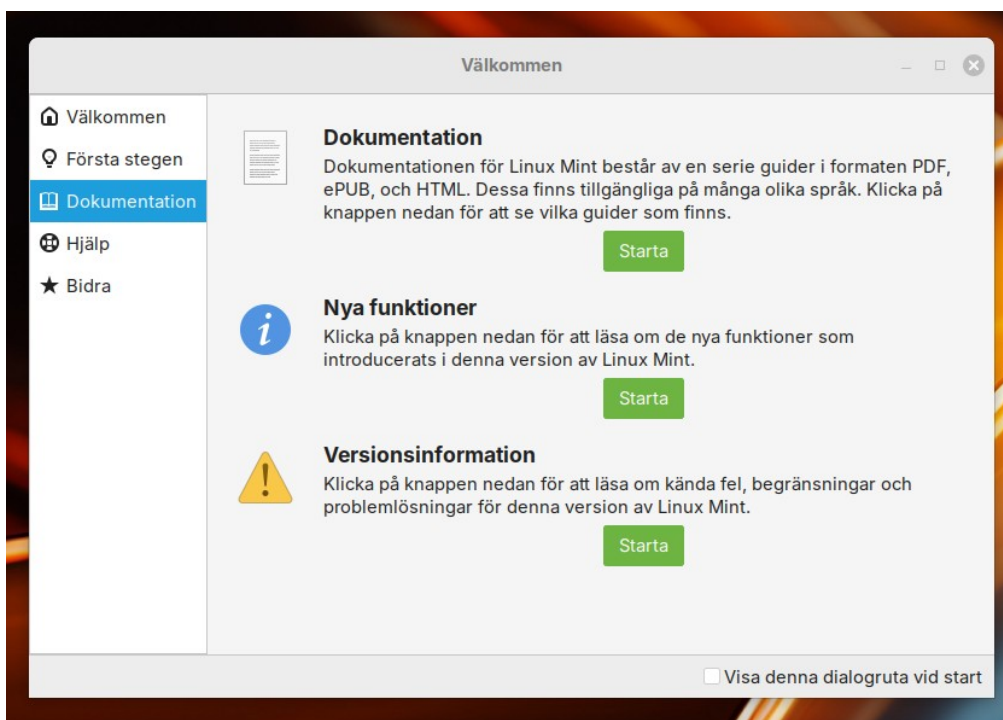 Välkommen
Välkommen
Första stegen
Dokumentation
Hjälp
Bidra
Dokumentation
Dokumentationen för Linux Mint består av en serie guider i formaten PDF,
ePUB, och HTML. Dessa finns tillgängliga på många olika språk. Klicka på
knappen nedan för att se vilka guider som finns.
Starta
Nya funktioner
Klicka på knappen nedan för att läsa om de nya funktioner som
introducerats i denna version av Linux Mint.
Starta
Versionsinformation
Klicka på knappen nedan för att läsa om kända fel, begränsningar och
problemlösningar för denna version av Linux Mint.
Starta
Visa denna dialogruta vid start